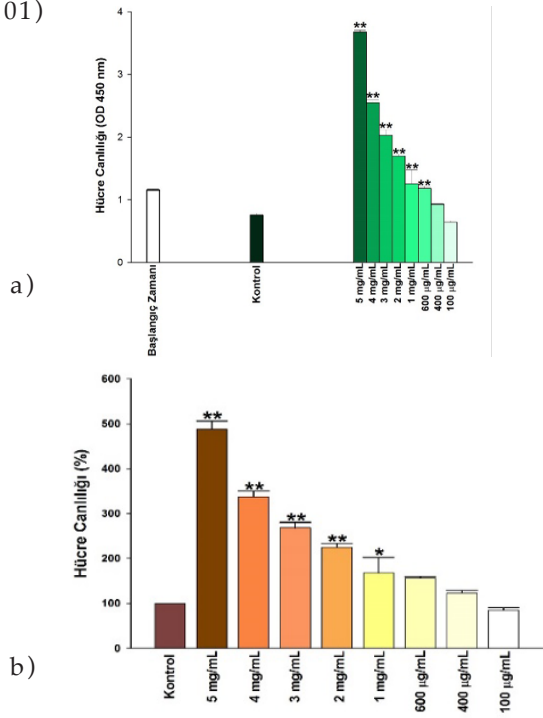 01)
Hücre Canlılığı (OD 450 nm)
4
3
2
1
0
**
**
**
**
**
**
Başlangıç Zamanı
Kontrol
5 mg/mL
4 mg/mL
3 mg/mL
2 mg/mL
1 mg/mL
600 µg/mL
400 µg/mL
100 µg/mL
a)
Hücre Canlılığı (%)
600
500
400
300
200
100
0
**
**
**
**
*
Kontrol
5 mg/mL
4 mg/mL
3 mg/mL
2 mg/mL
1 mg/mL
600 µg/mL
400 µg/mL
100 µg/mL
b)